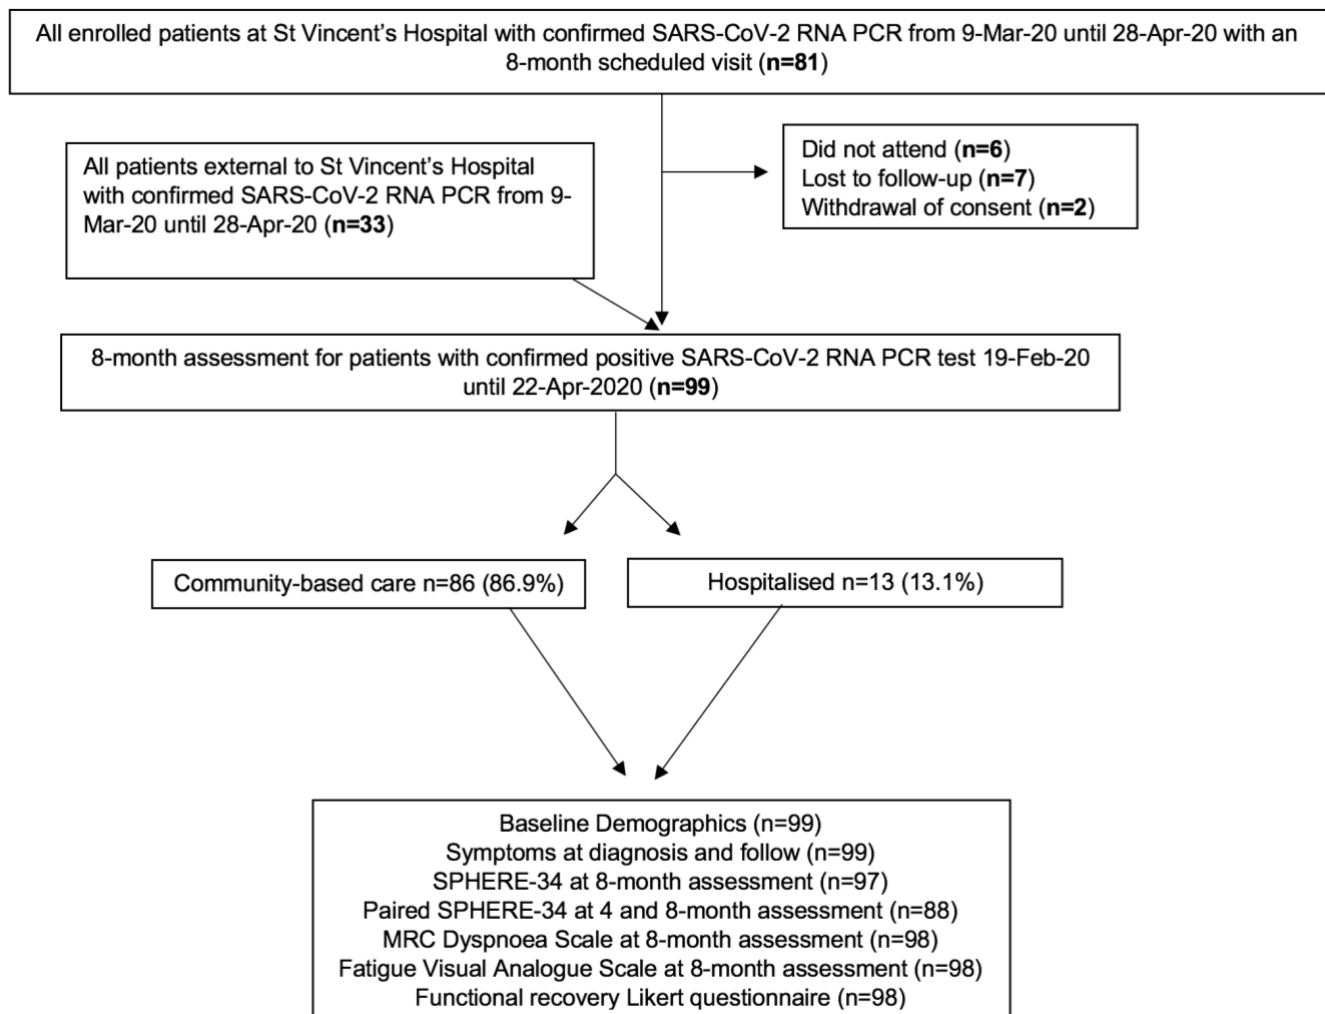 All enrolled patients at St Vincent's Hospital with confirmed SARS-CoV-2 RNA PCR from 9-Mar-20 until 28-Apr-20 with an
8-month scheduled visit (n=81)
All patients external to St Vincent's Hospital
with confirmed SARS-CoV-2 RNA PCR from 9-
Mar-20 until 28-Apr-20 (n=33)
Did not attend (n=6)
Lost to follow-up (n=7)
Withdrawal of consent (n=2)
8-month assessment for patients with confirmed positive SARS-CoV-2 RNA PCR test 19-Feb-20
until 22-Apr-2020 (n=99)
Community-based care n=86 (86.9%)
Hospitalised n=13 (13.1%)
Baseline Demographics (n=99)
Symptoms at diagnosis and follow (n=99)
SPHERE-34 at 8-month assessment (n=97)
Paired SPHERE-34 at 4 and 8-month assessment (n=88)
MRC Dyspnoea Scale at 8-month assessment (n=98)
Fatigue Visual Analogue Scale at 8-month assessment (n=98)
Functional recovery Likert questionnaire (n=98)